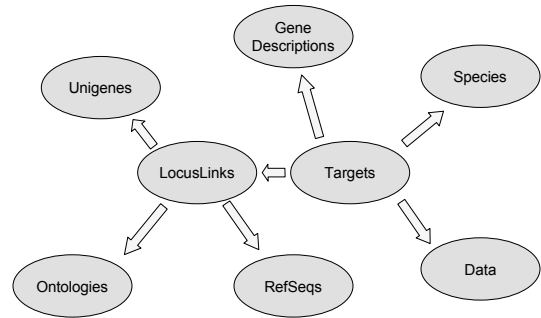 Gene
Descriptions
Species
Unigenes
LocusLinks
Targets
Ontologies
RefSeqs
Data